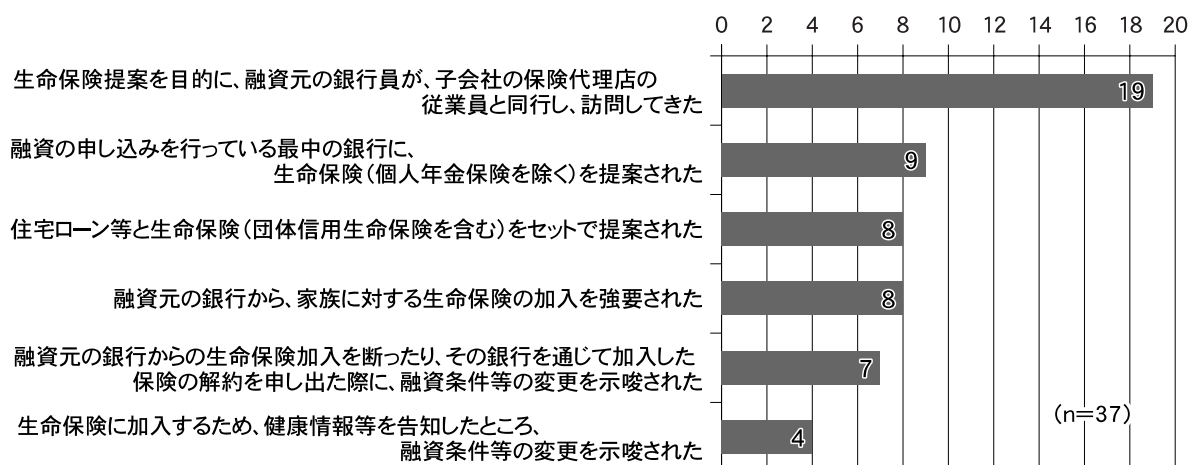 0 2 4 6 8 10 12 14 16 18 20
生命保険提案を目的に、融資元の銀行員が、子会社の保険代理店の
従業員と同行し、訪問してきた
19
融資の申し込みを行っている最中の銀行に、
生命保険(個人年金保険を除く)を提案された
9
住宅ローン等と生命保険(団体信用生命保険を含む)をセットで提案された
8
融資元の銀行から、家族に対する生命保険の加入を強要された
8
融資元の銀行からの生命保険加入を断ったり、その銀行を通じて加入した
保険の解約を申し出た際に、融資条件等の変更を示唆された
7
(n=37)
生命保険に加入するため、健康情報等を告知したところ、
融資条件等の変更を示唆された
4